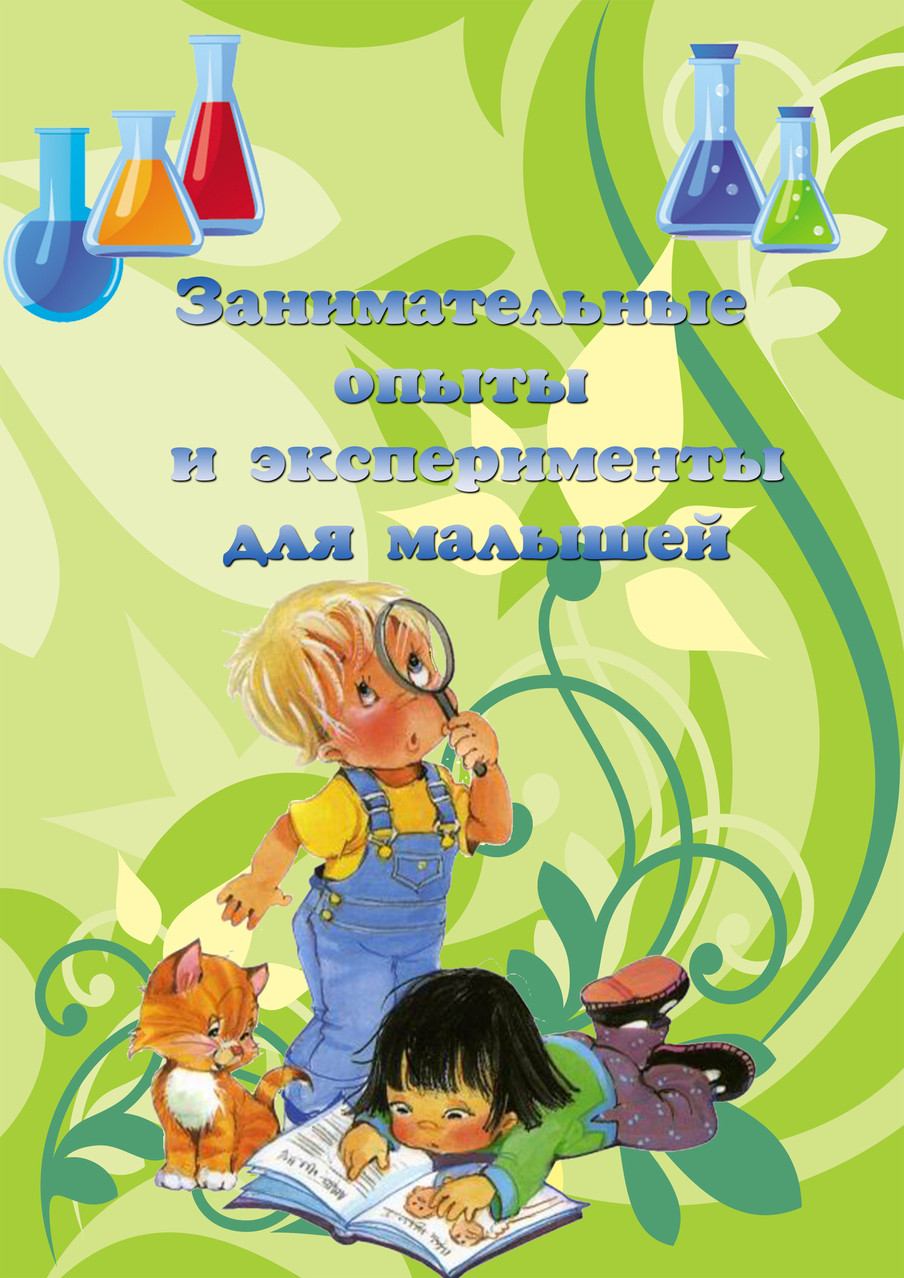 Занимательные
опыты
и эксперименты
для малышей